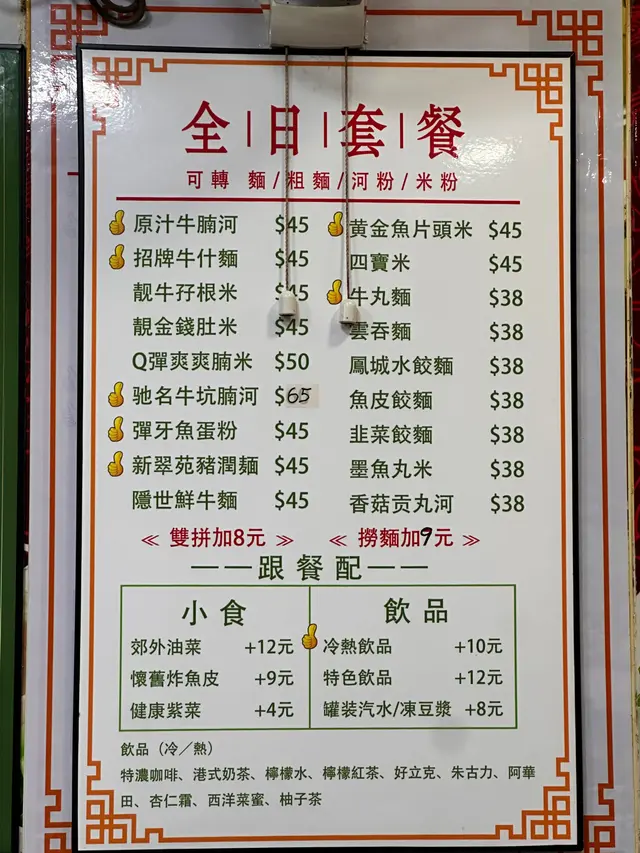 全|日|套|餐
可轉 麵/粗麵/河粉/米粉
原汁牛腩河 $45
招牌牛什麵 $45
靚牛孖根米 $45
靚金錢肚米 $45
Q彈爽爽腩米 $50
驰名牛坑腩河 $65
彈牙魚蛋粉 $45
新翠苑豬潤麵 $45
隱世鮮牛麵 $45
黃金魚片頭米 $45
四寶米 $45
牛丸麵 $38
雲吞麵 $38
鳳城水餃麵 $38
魚皮餃麵 $38
韭菜餃麵 $38
墨魚丸米 $38
香菇贡丸河 $38
≪ 雙拼加8元 ≫
≪ 撈麵加9元 ≫
——跟餐配——
小食
郊外油菜 +12元
懷舊炸魚皮 +9元
健康紫菜 +4元
飲品
冷熱飲品 +10元
特色飲品 +12元
罐装汽水/凍豆漿 +8元
飲品（冷／熱）
特濃咖啡、港式奶茶、檸檬水、檸檬紅茶、好立克、朱古力、阿華
田、杏仁霜、西洋菜蜜、柚子茶